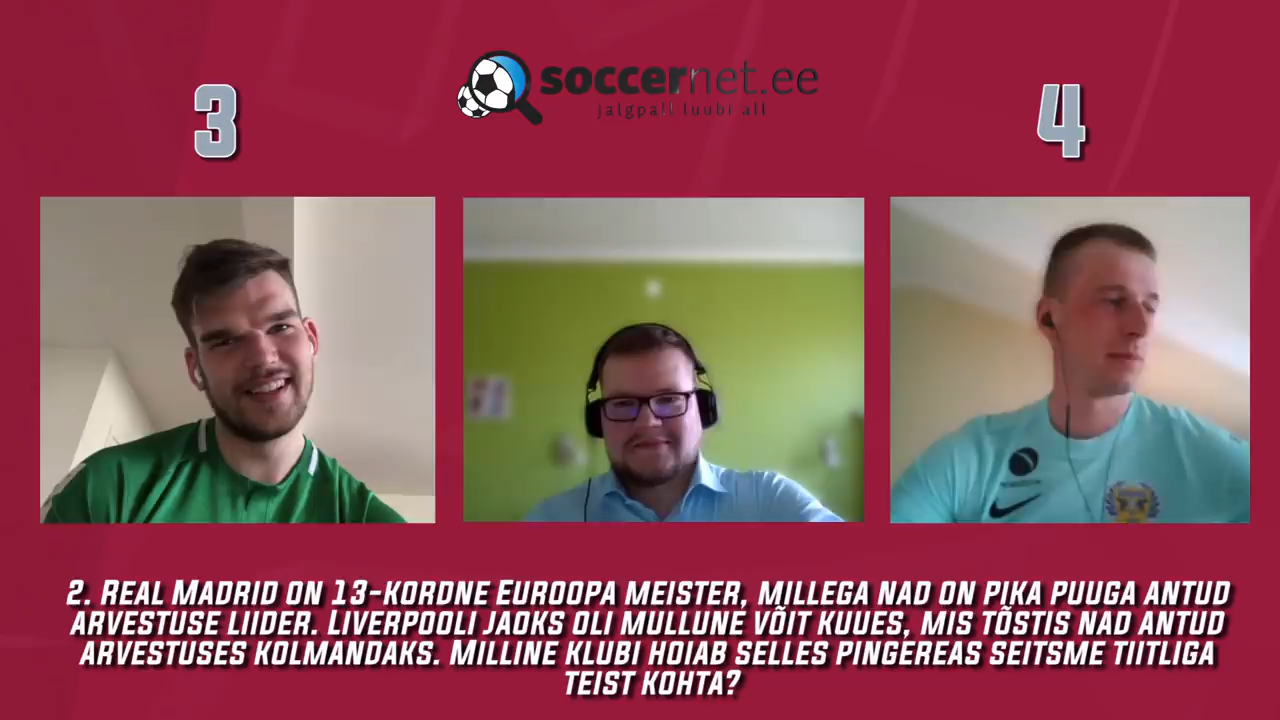 soccernet.ee
jalgpall luubi all
3
4
2. REAL MADRID ON 13-KORDNE EUROOPA MEISTER, MILLEGA NAD ON PIKA PUUGA ANTUD
ARVESTUSE LIIDER. LIVERPOOLI JAOKS OLI MULLUNE VÕIT KUUES, MIS TÕSTIS NAD ANTUD
ARVESTUSES KOLMANDAKS. MILLINE KLUBI HOIAB SELLES PINGEREAS SEITSME TIITLIGA
TEIST KOHTA?